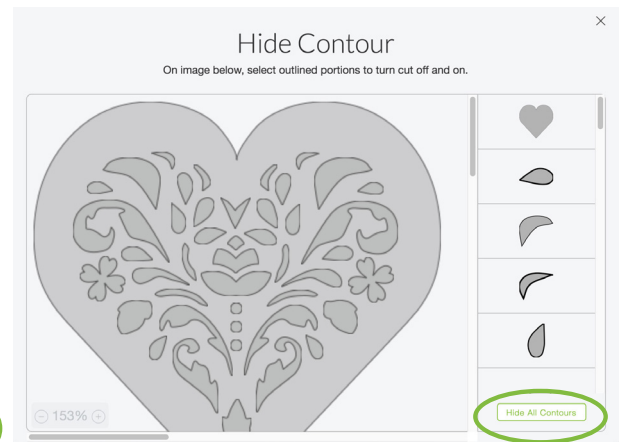 Hide Contour
On image below, select outlined portions to turn cut off and on.
153%
Hide All Contours